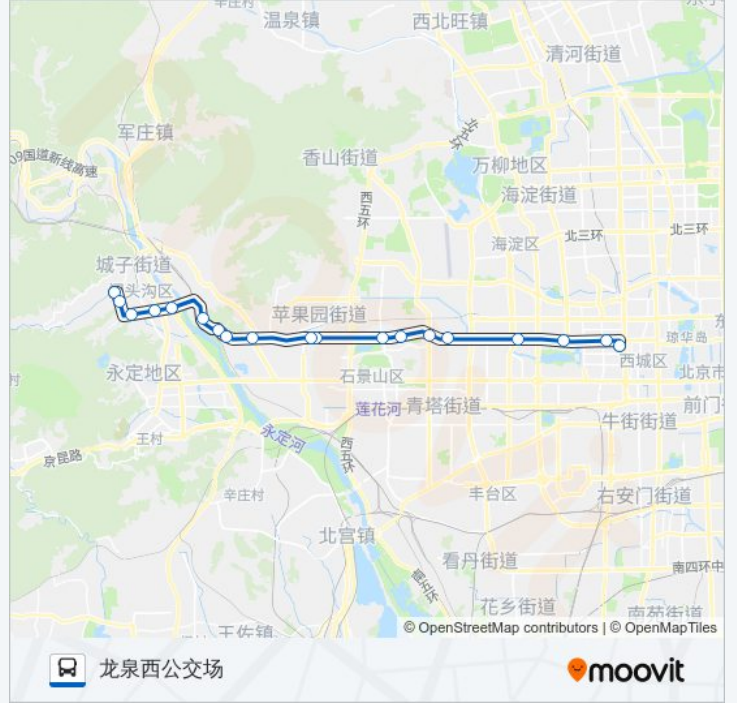 温泉镇
西北旺镇
清河街道
军庄镇
北五环
09国道新线高速
香山街道
万柳地区
西五环
海淀街道
北三环
北三环
海淀区
城子街道
头沟区
苹果园街道
琼华岛
西城区
永定地区
石景山区
北京市
村
莲花河
青塔街道
前门
牛街街道
王村
永定河
京昆路
西五环
辛庄村
丰台区
右安门街道
北宫镇
看丹街道
南五环
南四环中
花乡街道
南苑街道
王佐镇
© OpenStreetMap contributors | © OpenMapTiles
龙泉西公交场
moovit